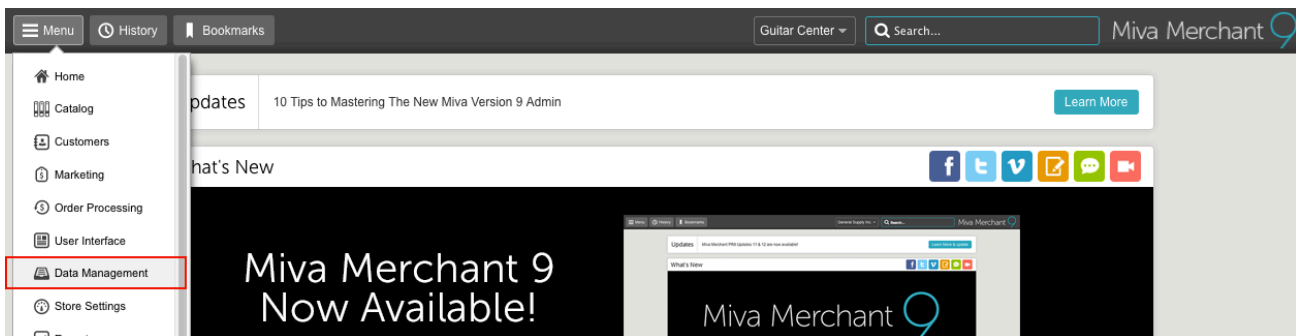 Menu History Bookmarks Guitar Center Search... Miva Merchant 9
Home
pdates 10 Tips to Mastering The New Miva Version 9 Admin Learn More
Catalog
Customers
hat's New
Marketing
Order Processing
User Interface
Data Management
Store Settings
Miva Merchant 9
Now Available!
Menu History Bookmarks General Supply Inc. Search... Miva Merchant 9
Updates Miva Merchant PR8 Updates 11 & 12 are now available! Learn More & update
What's New
Miva Merchant 9